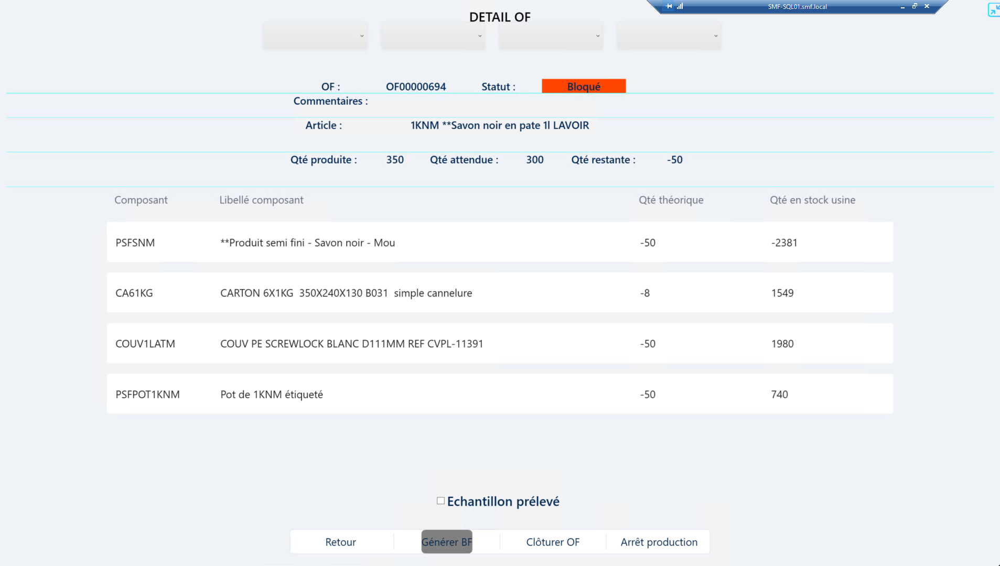 SMF-SQL01.smf.local
DETAIL OF
OF : OF00000694 Statut : Bloqué
Commentaires :
Article : 1KNM **Savon noir en pate 1l LAVOIR
Qté produite : 350 Qté attendue : 300 Qté restante : -50
Composant Libellé composant Qté théorique Qté en stock usine
PSFSNM **Produit semi fini - Savon noir - Mou -50 -2381
CA61KG CARTON 6X1KG 350X240X130 B031 simple cannelure -8 1549
COUV1LATM COUV PE SCREWLOCK BLANC D111MM REF CVPL-11391 -50 1980
PSFPOT1KNM Pot de 1KNM étiqueté -50 740
Echantillon prélevé
Retour Générer BF Clôturer OF Arrêt production